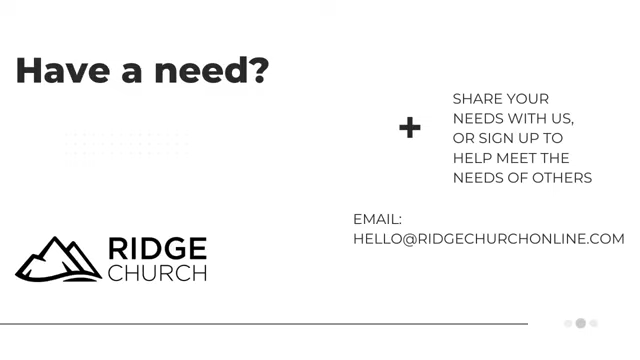 Have a need?
+
SHARE YOUR
NEEDS WITH US,
OR SIGN UP TO
HELP MEET THE
NEEDS OF OTHERS
EMAIL:
HELLO@RIDGECHURCHONLINE.COM
RIDGE
CHURCH